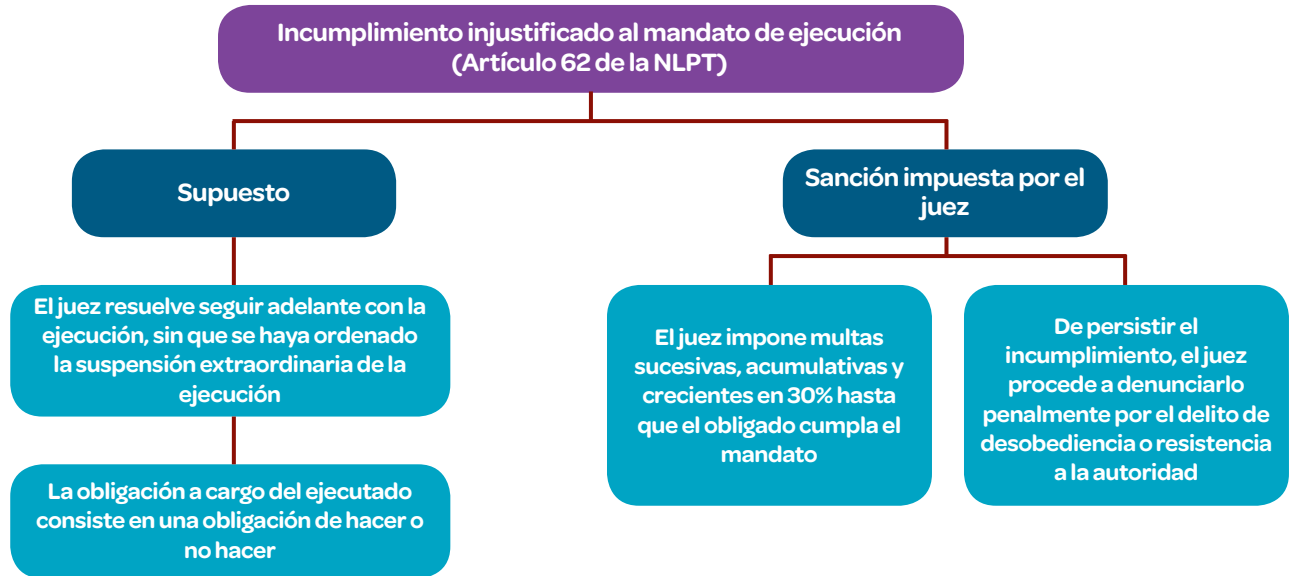 Incumplimiento injustificado al mandato de ejecución
(Artículo 62 de la NLPT)
Supuesto
El juez resuelve seguir adelante con la
ejecución, sin que se haya ordenado
la suspensión extraordinaria de la
ejecución
La obligación a cargo del ejecutado
consiste en una obligación de hacer o
no hacer
Sanción impuesta por el
juez
El juez impone multas
sucesivas, acumulativas y
crecientes en 30% hasta
que el obligado cumpla el
mandato
De persistir el
incumplimiento, el juez
procede a denunciarlo
penalmente por el delito de
desobediencia o resistencia
a la autoridad